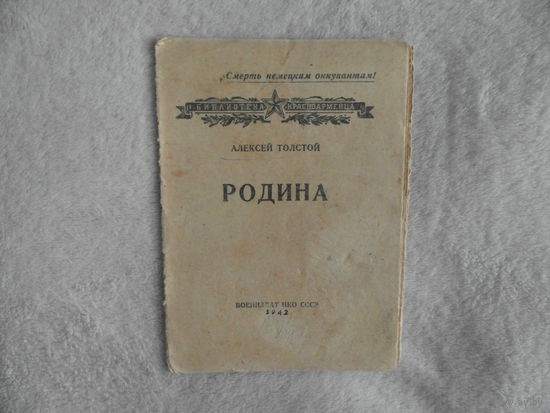 Смерть немецким оккупантам!
БИБЛИОТЕКА КРАСНОАРМЕЙЦА
АЛЕКСЕЙ ТОЛСТОЙ
РОДИНА
ВОЕНИЗДАТ НКО СССР
1942